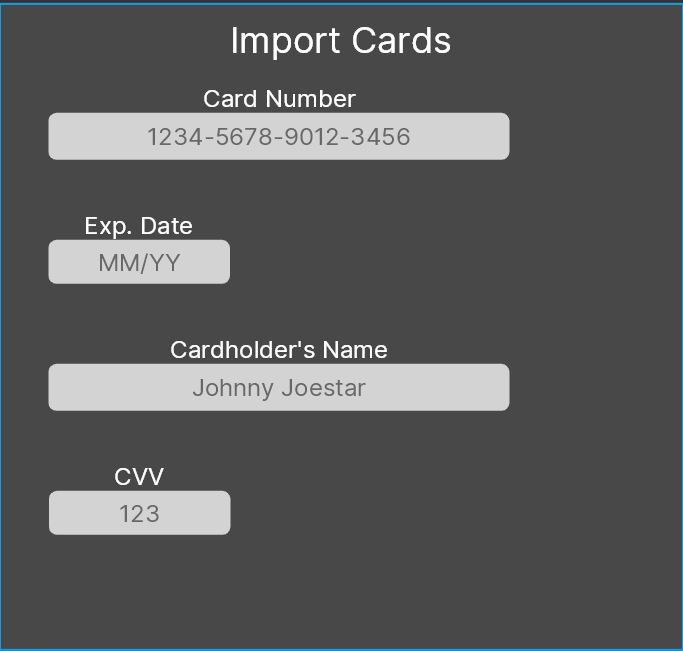 Import Cards
Card Number
1234-5678-9012-3456
Exp. Date
MM/YY
Cardholder's Name
Johnny Joestar
CVV
123